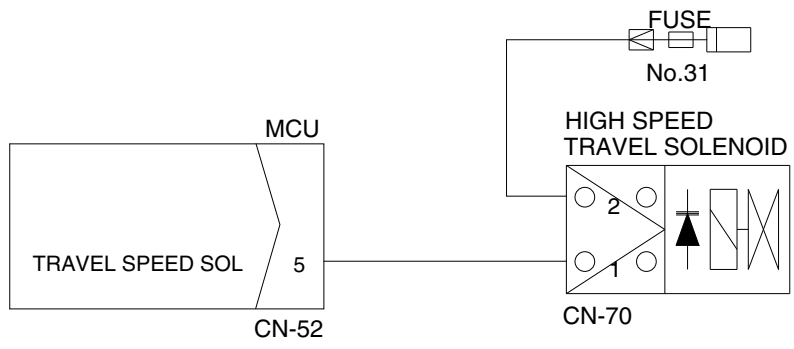 FUSE
No.31
MCU
HIGH SPEED
TRAVEL SOLENOID
2
TRAVEL SPEED SOL
5
1
CN-52
CN-70